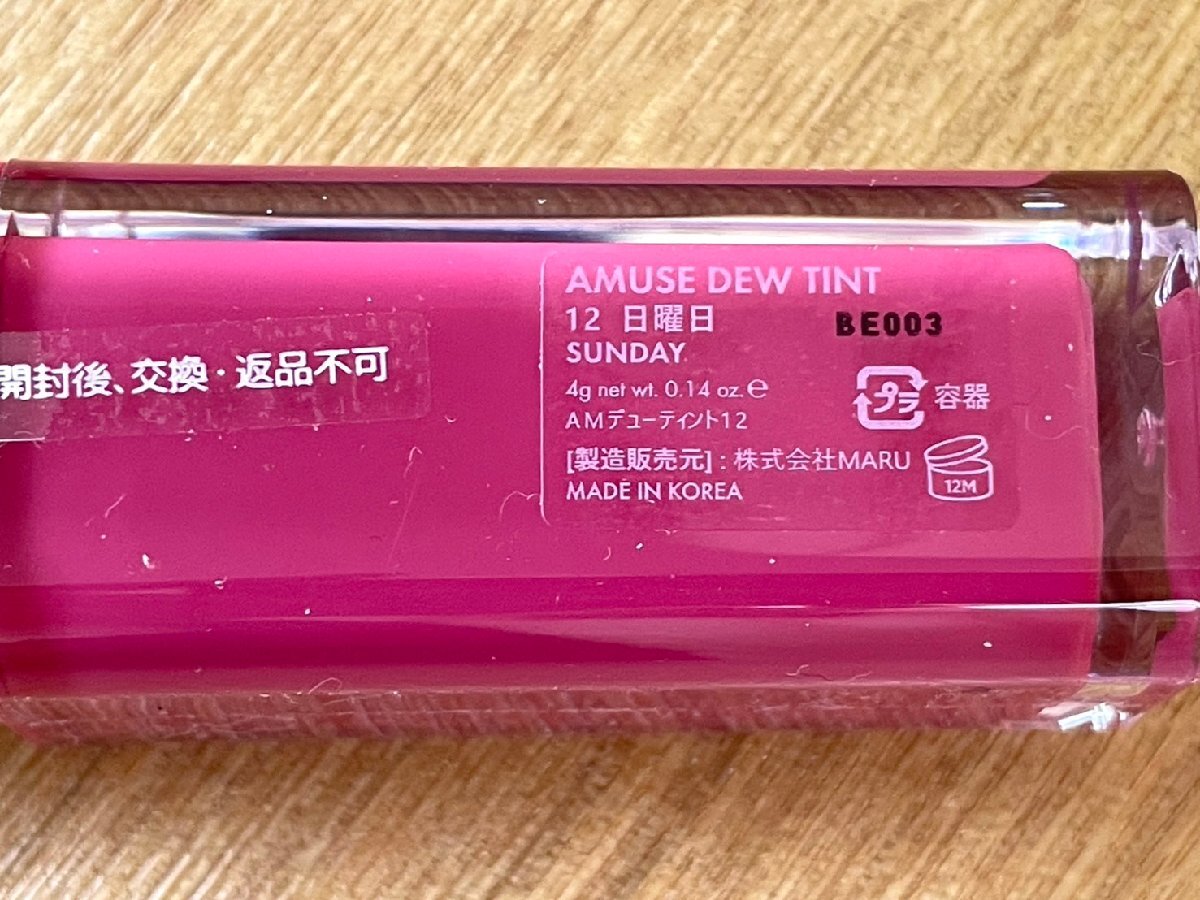 AMUSE DEW TINT
12 日曜日
BE003
SUNDAY
4g net wt. 0.14 oz. ℮
プラ 容器
AMデューティント12
[製造販売元] : 株式会社MARU
12M
MADE IN KOREA
開封後、交換・返品不可